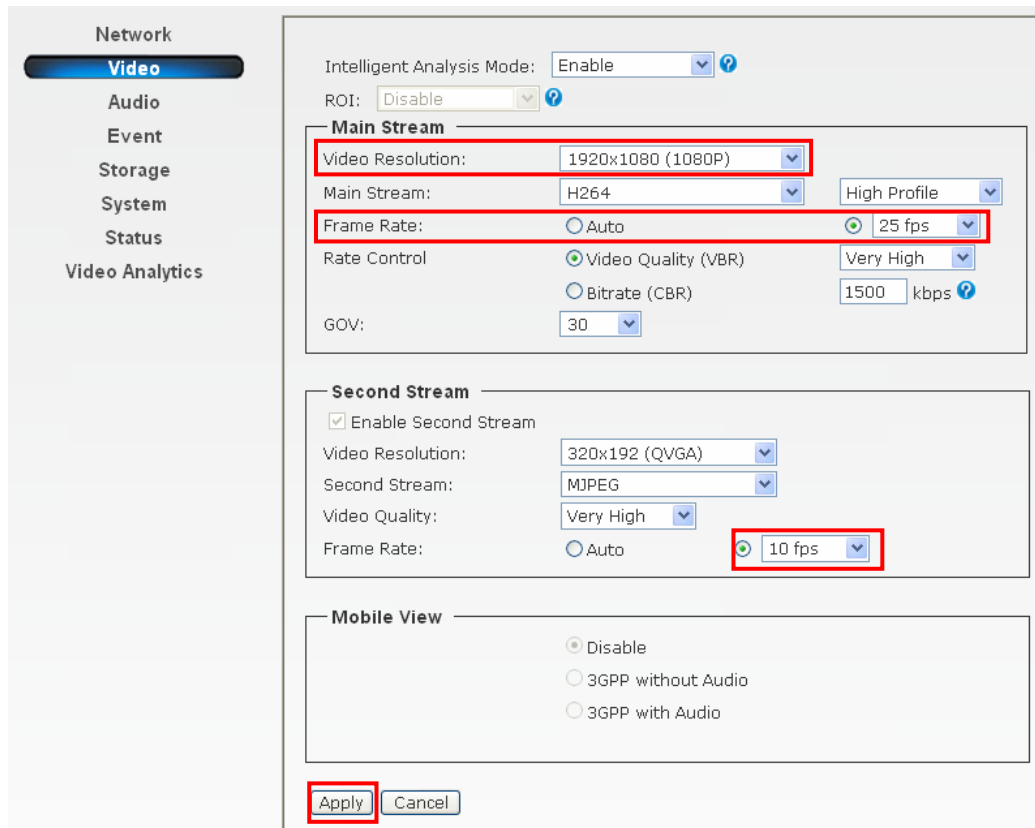 Network
Video
Audio
Event
Storage
System
Status
Video Analytics
Intelligent Analysis Mode: Enable
ROI: Disable
Main Stream
Video Resolution: 1920x1080 (1080P)
Main Stream: H264 High Profile
Frame Rate: Auto 25 fps
Rate Control Video Quality (VBR) Very High
Bitrate (CBR) 1500 kbps
GOV: 30
Second Stream
Enable Second Stream
Video Resolution: 320x192 (QVGA)
Second Stream: MJPEG
Video Quality: Very High
Frame Rate: Auto 10 fps
Mobile View
Disable
3GPP without Audio
3GPP with Audio
Apply Cancel